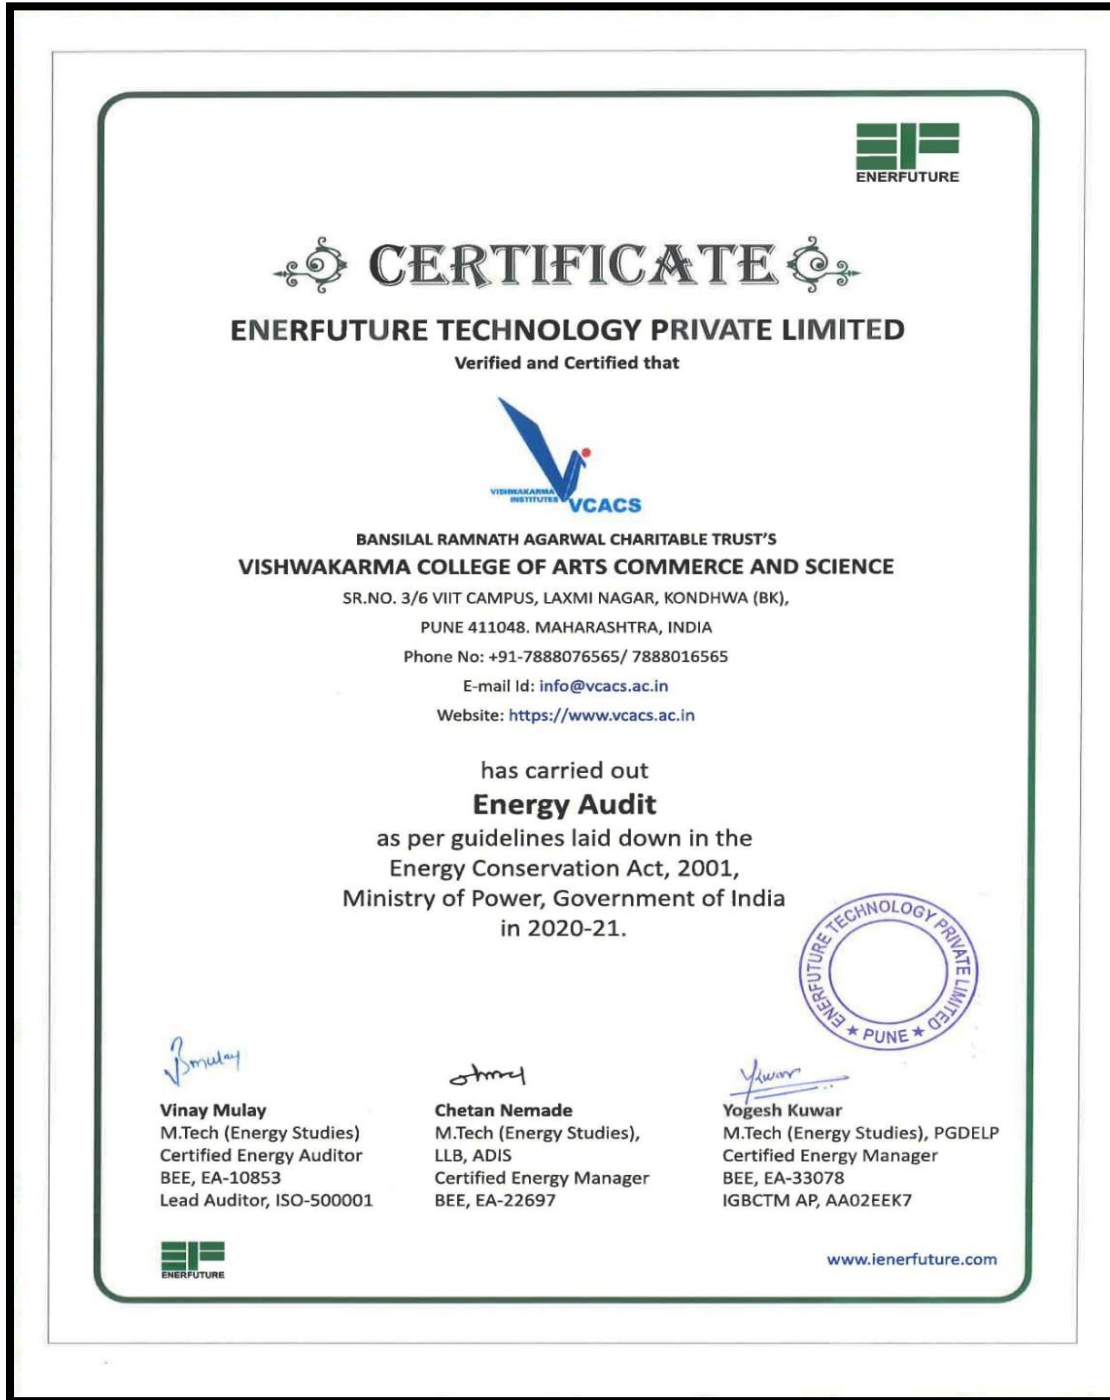 ENERFUTURE
CERTIFICATE
ENERFUTURE TECHNOLOGY PRIVATE LIMITED
Verified and Certified that
VISHWAKARMA
INSTITUTES
VCACS
BANSILAL RAMNATH AGARWAL CHARITABLE TRUST'S
VISHWAKARMA COLLEGE OF ARTS COMMERCE AND SCIENCE
SR.NO. 3/6 VIIT CAMPUS, LAXMI NAGAR, KONDHWA (BK),
PUNE 411048. MAHARASHTRA, INDIA
Phone No: +91-7888076565/ 7888016565
E-mail Id: info@vcacs.ac.in
Website: https://www.vcacs.ac.in
has carried out
Energy Audit
as per guidelines laid down in the
Energy Conservation Act, 2001,
Ministry of Power, Government of India
in 2020-21.
ENERFUTURE TECHNOLOGY PRIVATE LIMITED
★ PUNE ★
Vinay Mulay
M.Tech (Energy Studies)
Certified Energy Auditor
BEE, EA-10853
Lead Auditor, ISO-500001
Chetan Nemade
M.Tech (Energy Studies),
LLB, ADIS
Certified Energy Manager
BEE, EA-22697
Yogesh Kuwar
M.Tech (Energy Studies), PGDELP
Certified Energy Manager
BEE, EA-33078
IGBCTM AP, AA02EEK7
ENERFUTURE
www.ienerfuture.com